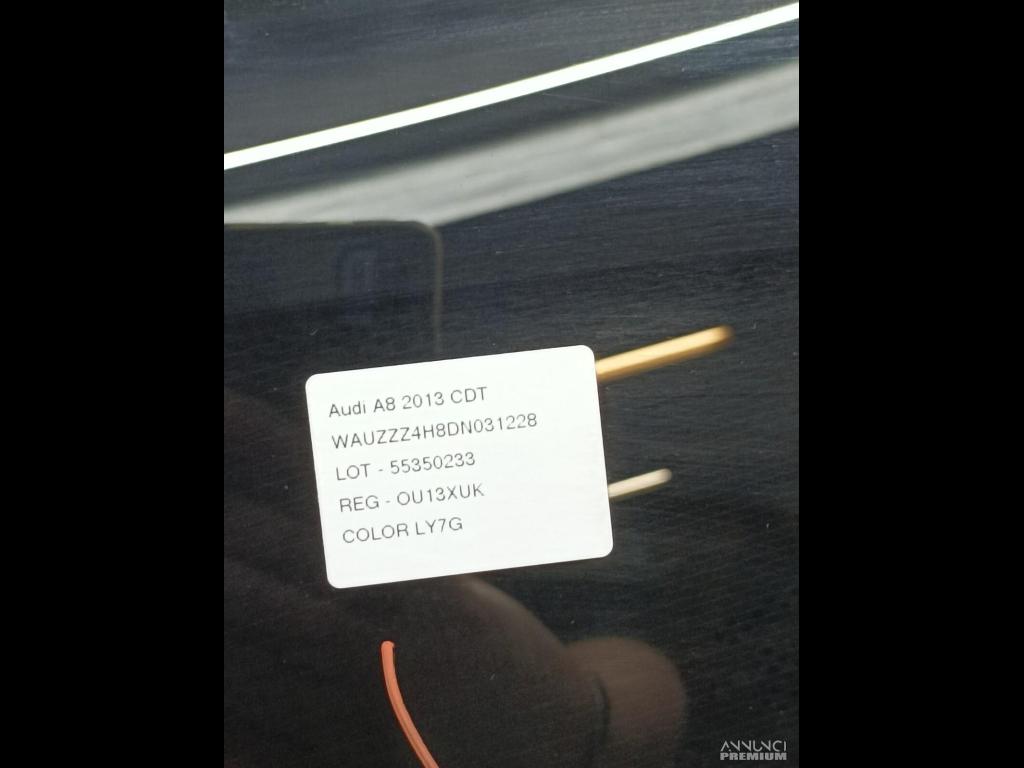 Audi A8 2013 CDT
WAUZZZ4H8DN031228
LOT - 55350233
REG - OU13XUK
COLOR LY7G
ANNUNCI
PREMIUM